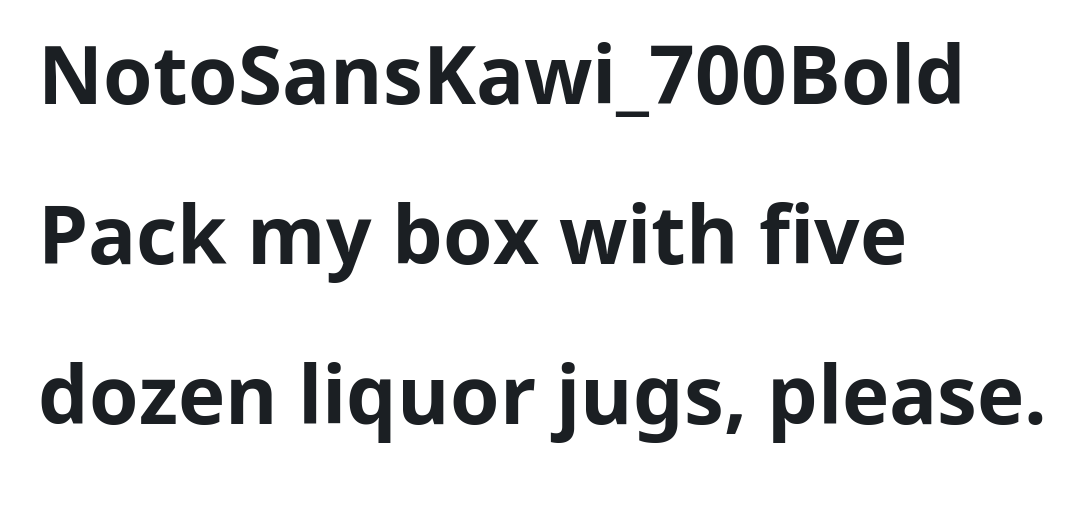 NotoSansKawi_700Bold
Pack my box with five
dozen liquor jugs, please.